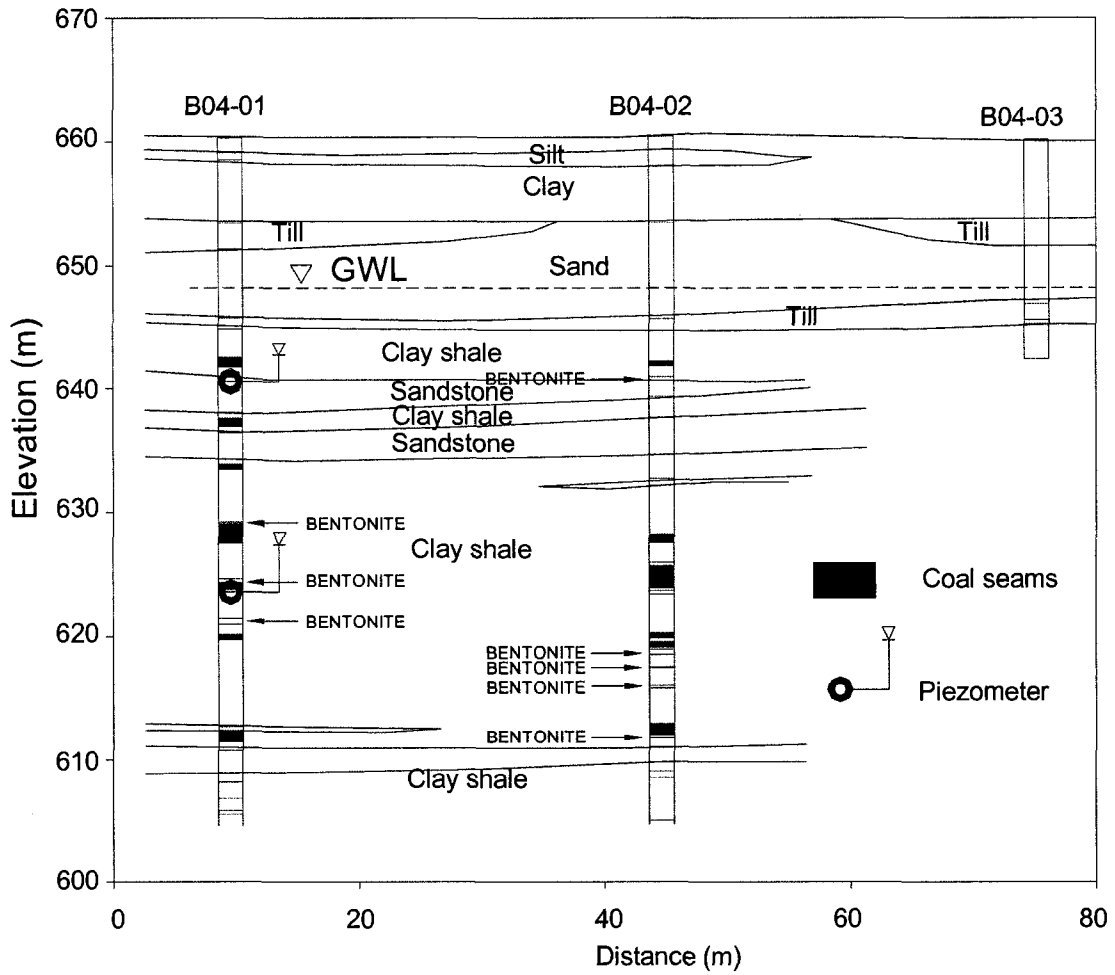 670
B04-01
B04-02
B04-03
660
Silt
Clay
Till
Till
650
GWL
Sand
Till
Clay shale
BENTONITE
640
Sandstone
Clay shale
Sandstone
Elevation (m)
630
BENTONITE
Clay shale
BENTONITE
Coal seams
BENTONITE
620
BENTONITE
BENTONITE
BENTONITE
Piezometer
BENTONITE
610
Clay shale
600
0
20
40
60
80
Distance (m)